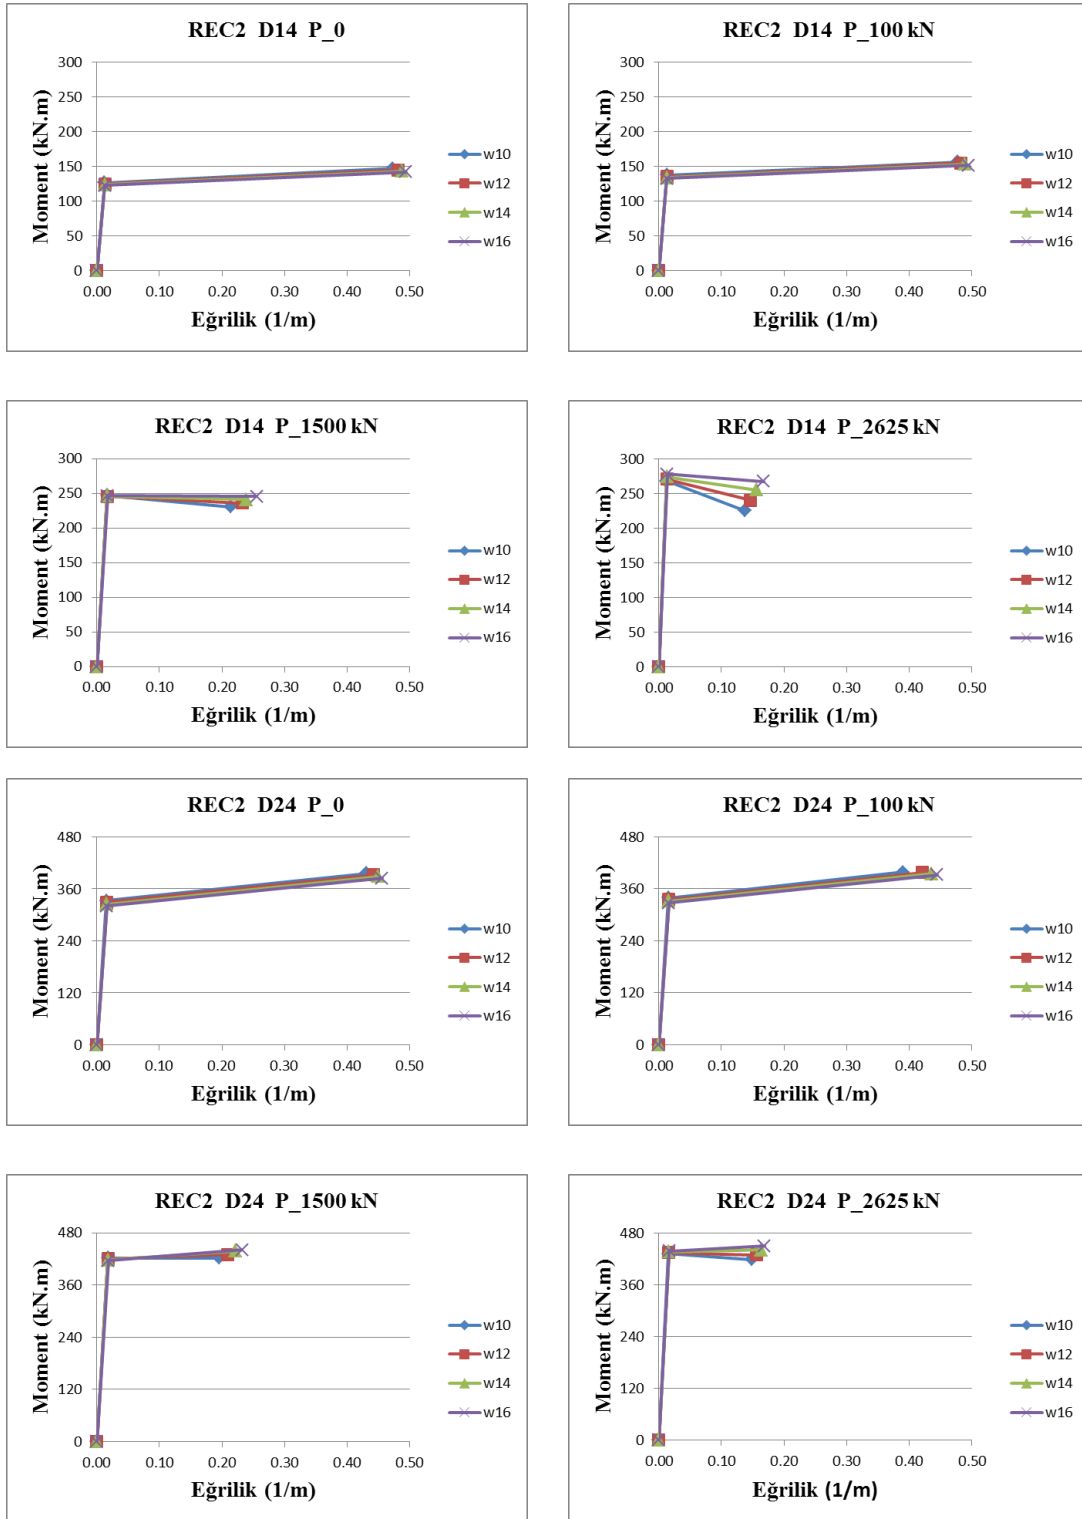 REC2 D14 P_0
300
250
200
150
100
50
0
Moment (kN.m)
0.00 0.10 0.20 0.30 0.40 0.50
Eğrilik (1/m)
w10
w12
w14
w16
REC2 D14 P_100 kN
300
250
200
150
100
50
0
Moment (kN.m)
0.00 0.10 0.20 0.30 0.40 0.50
Eğrilik (1/m)
w10
w12
w14
w16
REC2 D14 P_1500 kN
300
250
200
150
100
50
0
Moment (kN.m)
0.00 0.10 0.20 0.30 0.40 0.50
Eğrilik (1/m)
w10
w12
w14
w16
REC2 D14 P_2625 kN
300
250
200
150
100
50
0
Moment (kN.m)
0.00 0.10 0.20 0.30 0.40 0.50
Eğrilik (1/m)
w10
w12
w14
w16
REC2 D24 P_0
480
360
240
120
0
Moment (kN.m)
0.00 0.10 0.20 0.30 0.40 0.50
Eğrilik (1/m)
w10
w12
w14
w16
REC2 D24 P_100 kN
480
360
240
120
0
Moment (kN.m)
0.00 0.10 0.20 0.30 0.40 0.50
Eğrilik (1/m)
w10
w12
w14
w16
REC2 D24 P_1500 kN
480
360
240
120
0
Moment (kN.m)
0.00 0.10 0.20 0.30 0.40 0.50
Eğrilik (1/m)
w10
w12
w14
w16
REC2 D24 P_2625 kN
480
360
240
120
0
Moment (kN.m)
0.00 0.10 0.20 0.30 0.40 0.50
Eğrilik (1/m)
w10
w12
w14
w16